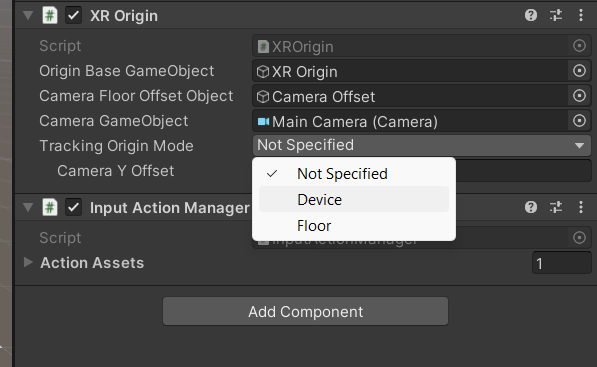 XR Origin
Script XROrigin
Origin Base GameObject XR Origin
Camera Floor Offset Object Camera Offset
Camera GameObject Main Camera (Camera)
Tracking Origin Mode Not Specified
Camera Y Offset
Not Specified
Device
Input Action Manager
Floor
Script InputActionManager
Action Assets 1
Add Component